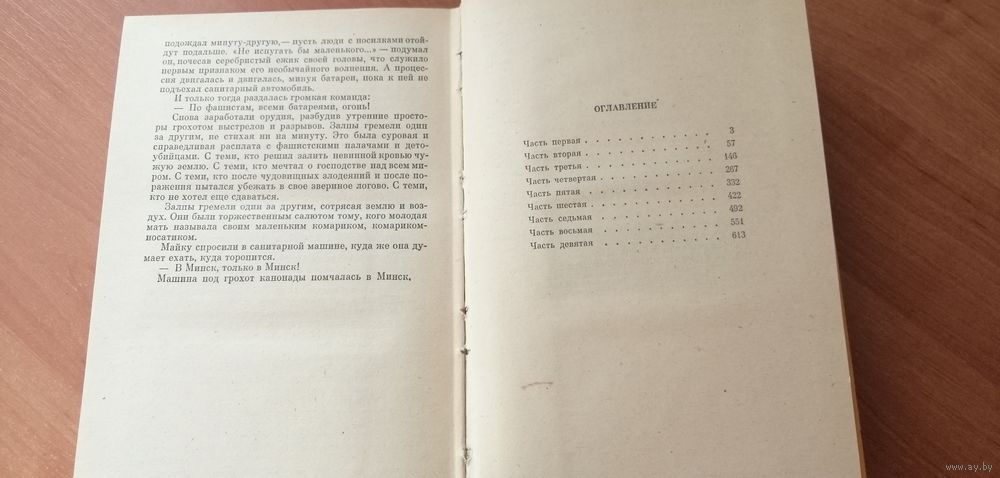 подождал минуту-другую,— пусть люди с носилками отой-
дут подальше. «Не испугать бы маленького...» — подумал
он, почесав серебристый ежик своей головы, что служило
первым признаком его необычайного волнения. А процес-
сия двигалась и двигалась, минуя батареи, пока к ней не
подъехал санитарный автомобиль.
И только тогда раздалась громкая команда:
— По фашистам, всеми батареями, огонь!
Снова заработали орудия, разбудив утренние просто-
ры грохотом выстрелов и разрывов. Залпы гремели один
за другим, не стихая ни на минуту. Это была суровая и
справедливая расплата с фашистскими палачами и дето-
убийцами. С теми, кто решил залить невинной кровью чу-
жую землю. С теми, кто мечтал о господстве над всем ми-
ром. С теми, кто после чудовищных злодеяний и после по-
ражения пытался убежать в свое звериное логово. С теми,
кто не хотел еще сдаваться.
Залпы гремели один за другим, сотрясая землю и воз-
дух. Они были торжественным салютом тому, кого молодая
мать называла своим маленьким комариком, комариком-
носатиком.
Майку спросили в санитарной машине, куда же она ду-
мает ехать, куда торопится.
— В Минск, только в Минск!
Машина под грохот канонады помчалась в Минск.
ОГЛАВЛЕНИЕ
Часть первая . . . . . . . . 3
Часть вторая . . . . . . . . 57
Часть третья . . . . . . . . 146
Часть четвертая . . . . . . . 267
Часть пятая . . . . . . . . 332
Часть шестая . . . . . . . . 422
Часть седьмая . . . . . . . . 492
Часть восьмая . . . . . . . . 551
Часть девятая . . . . . . . . 613
www.ay.by